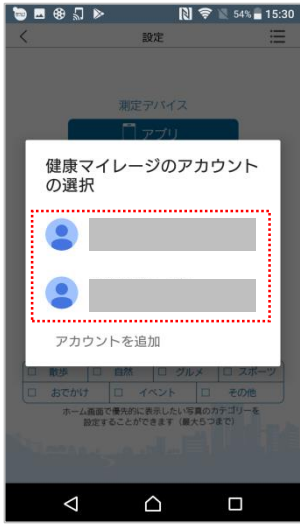 54% 15:30
設定
測定デバイス
アプリ
健康マイレージのアカウント
の選択
アカウントを追加
散歩 自然 グルメ スポーツ
おでかけ イベント その他
ホーム画面で優先的に表示したい写真のカテゴリーを
設定することができます（最大5つまで）